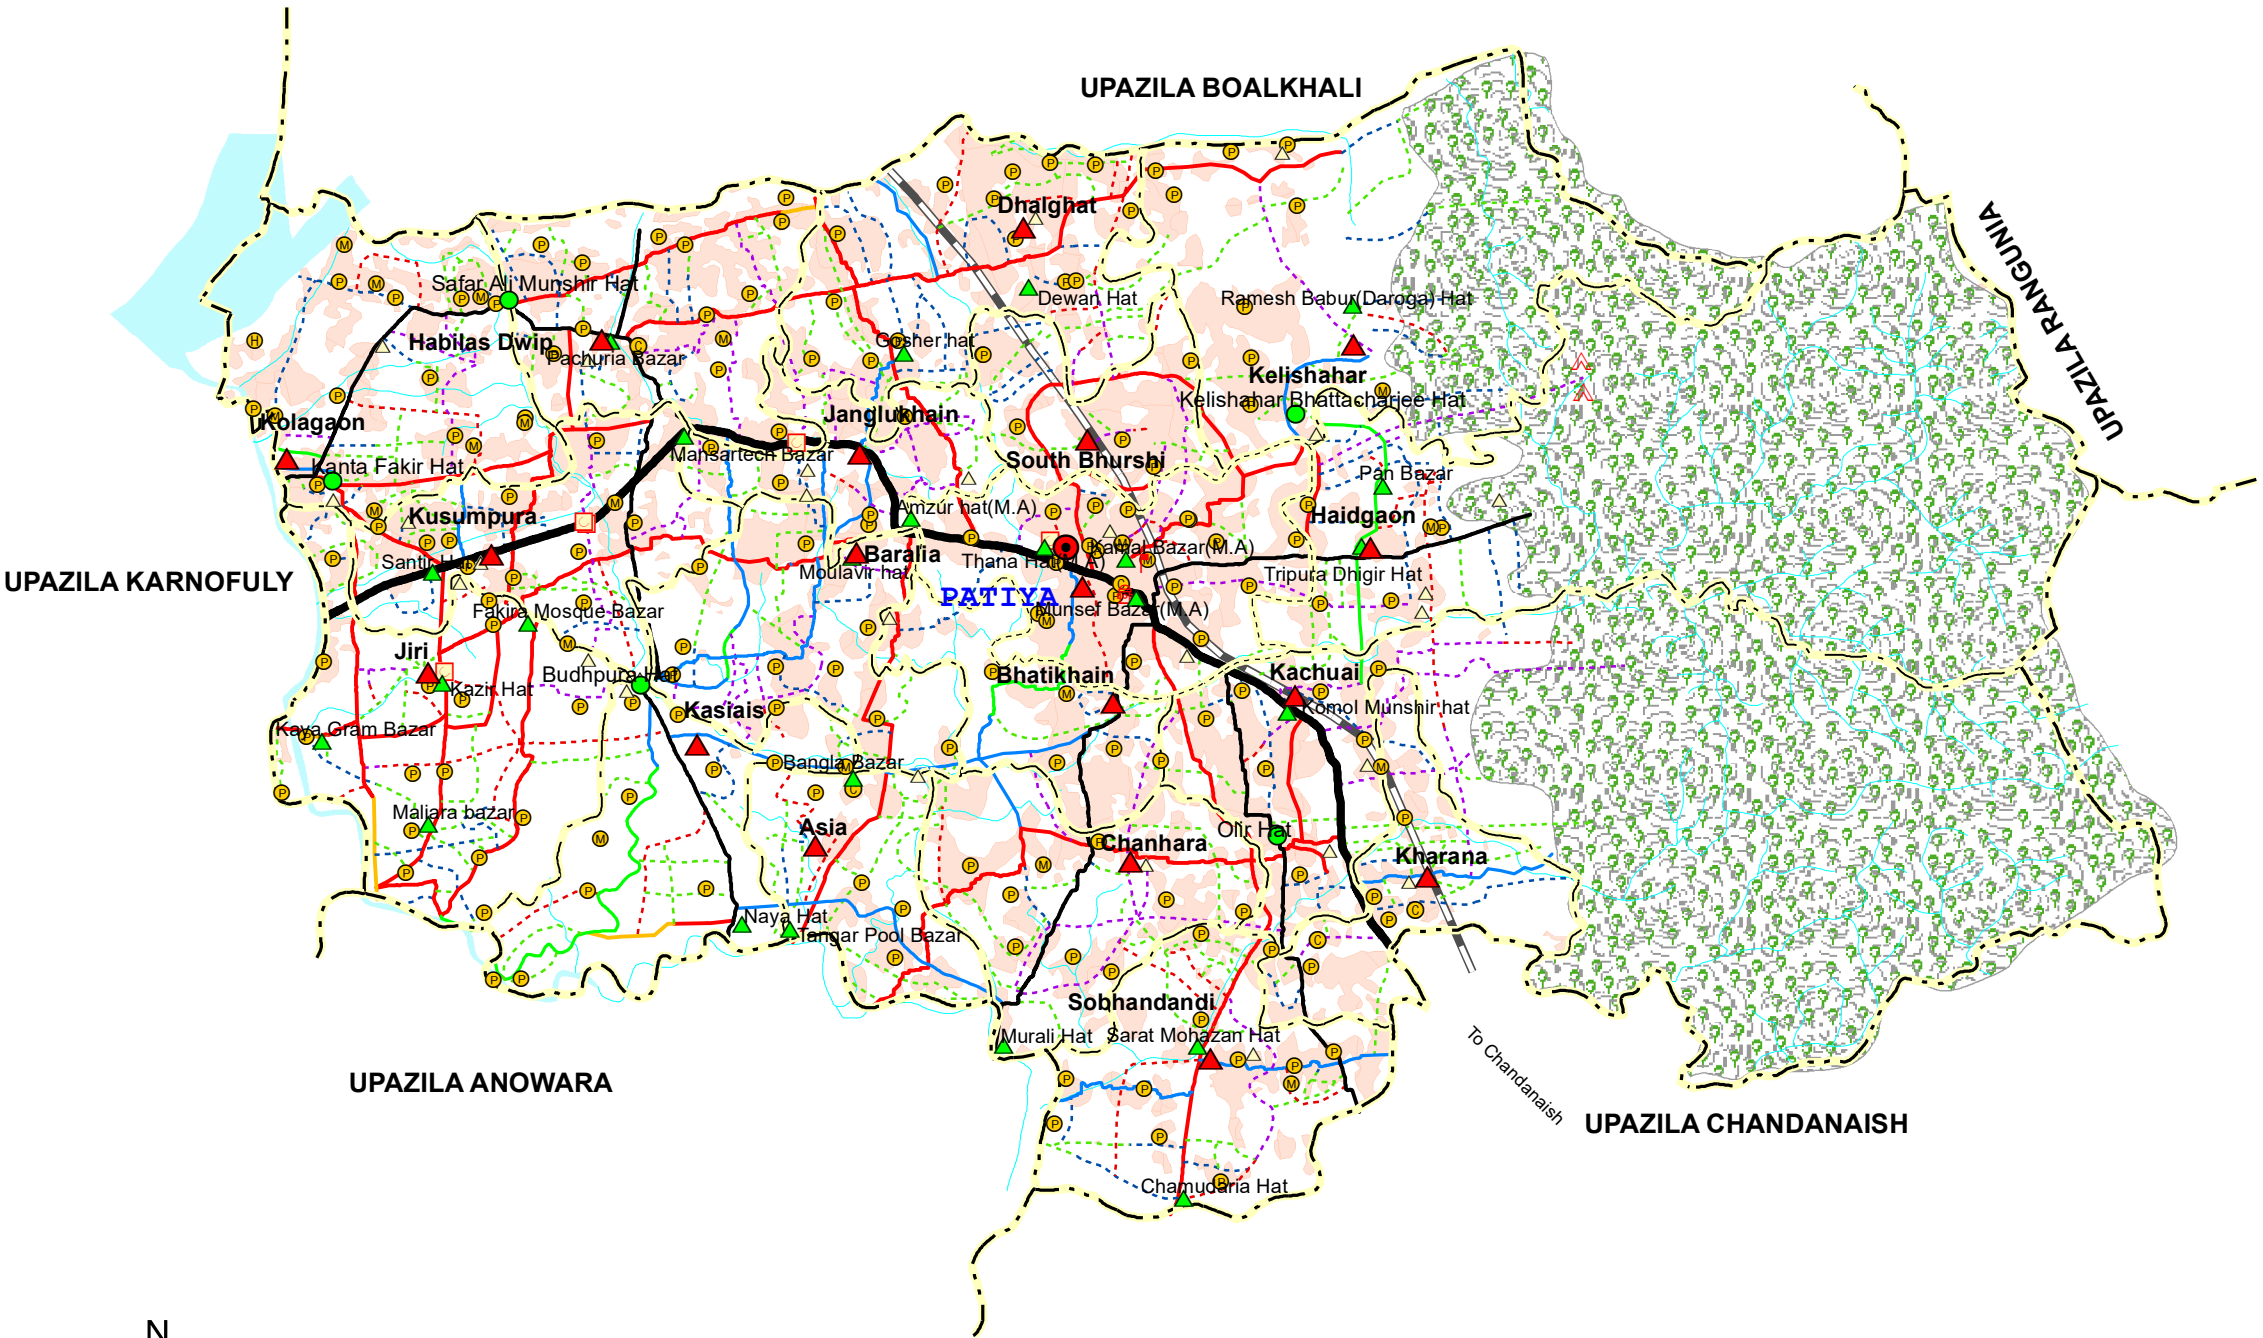 UPAZILA BOALKHALI
UPAZILA RANGUNIA
Dhalghat
Safar Ali Munshir Hat
Dewan Hat
Ramesh Babur(Daroga) Hat
Habilas Dwip
Pachuria Bazar
Gosher hat
Kelishahar
Kelishahar Bhattacharjee Hat
Kolagaon
Janglukhain
Mansartech Bazar
South Bhurshi
Kanta Fakir Hat
Pan Bazar
Kusumpura
Amzur hat(M.A)
Haidgaon
Santir Hat
Baralia
Moulavir hat
Thana Hat(M.A)
Kamal Bazar(M.A)
Tripura Dhigir Hat
UPAZILA KARNOFULY
PATIYA
Munsef Bazar(M.A)
Fakira Mosque Bazar
Jiri
Kazir Hat
Budhpura Hat
Bhatikhain
Kachuai
Komol Munshir hat
Kasiais
Kaya Gram Bazar
Bangla Bazar
Maliara bazar
Asia
Olir Hat
Chanhara
Kharana
Naya Hat
Tangar Pool Bazar
Sobhandandi
Murali Hat
Sarat Mohazan Hat
To Chandanaish
UPAZILA ANOWARA
UPAZILA CHANDANAISH
Chamudaria Hat
N